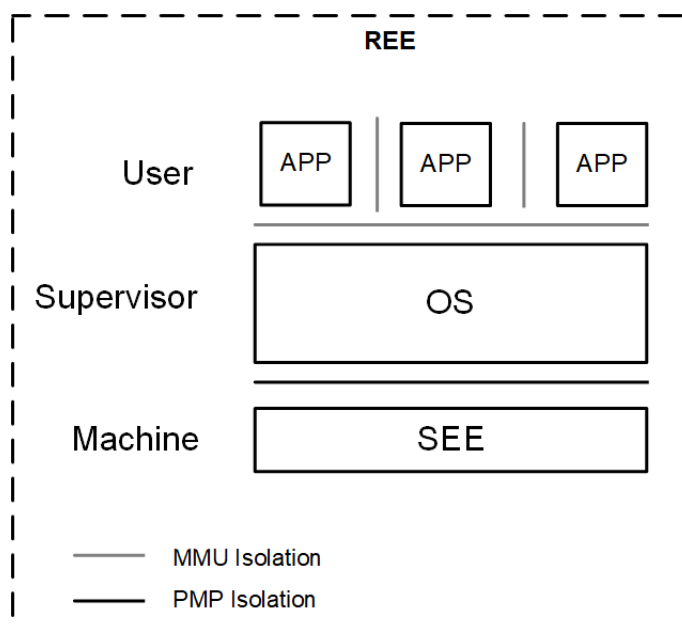 REE
User
APP APP APP
Supervisor
OS
Machine
SEE
MMU Isolation
PMP Isolation